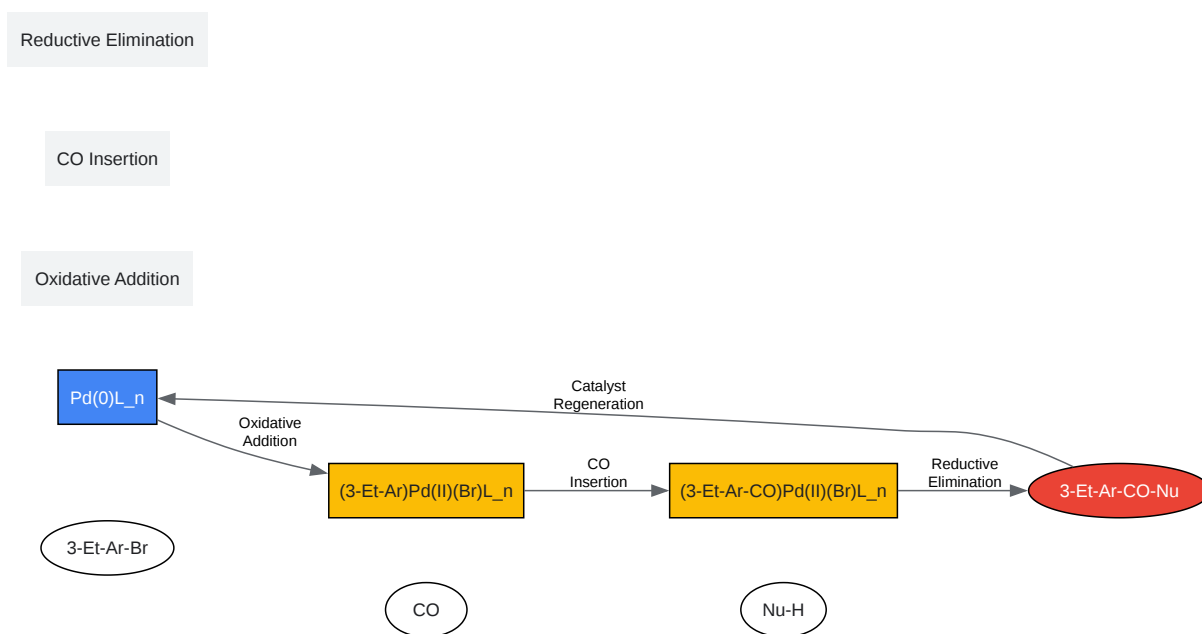 Reductive Elimination
CO Insertion
Oxidative Addition
Pd(0)L_n
Catalyst
Regeneration
Oxidative
Addition
(3-Et-Ar)Pd(II)(Br)L_n
CO
Insertion
(3-Et-Ar-CO)Pd(II)(Br)L_n
Reductive
Elimination
3-Et-Ar-CO-Nu
3-Et-Ar-Br
CO
Nu-H